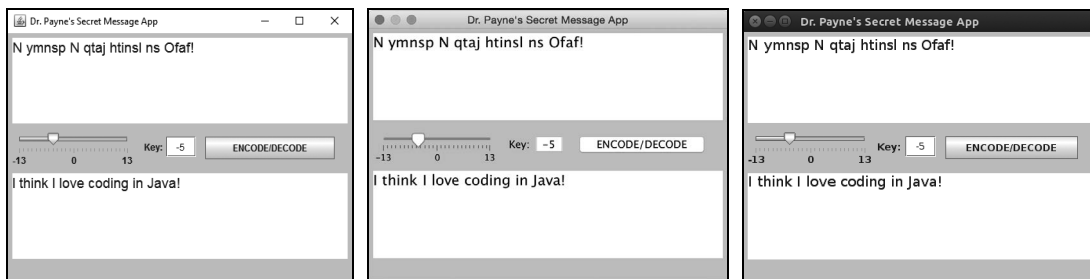 Dr. Payne's Secret Message App
N ymnsp N qtaj htinsl ns Ofaf!
Key: -5 ENCODE/DECODE
-13 0 13
I think I love coding in Java!
Dr. Payne's Secret Message App
N ymnsp N qtaj htinsl ns Ofaf!
Key: -5 ENCODE/DECODE
-13 0 13
I think I love coding in Java!
Dr. Payne's Secret Message App
N ymnsp N qtaj htinsl ns Ofaf!
Key: -5 ENCODE/DECODE
-13 0 13
I think I love coding in Java!